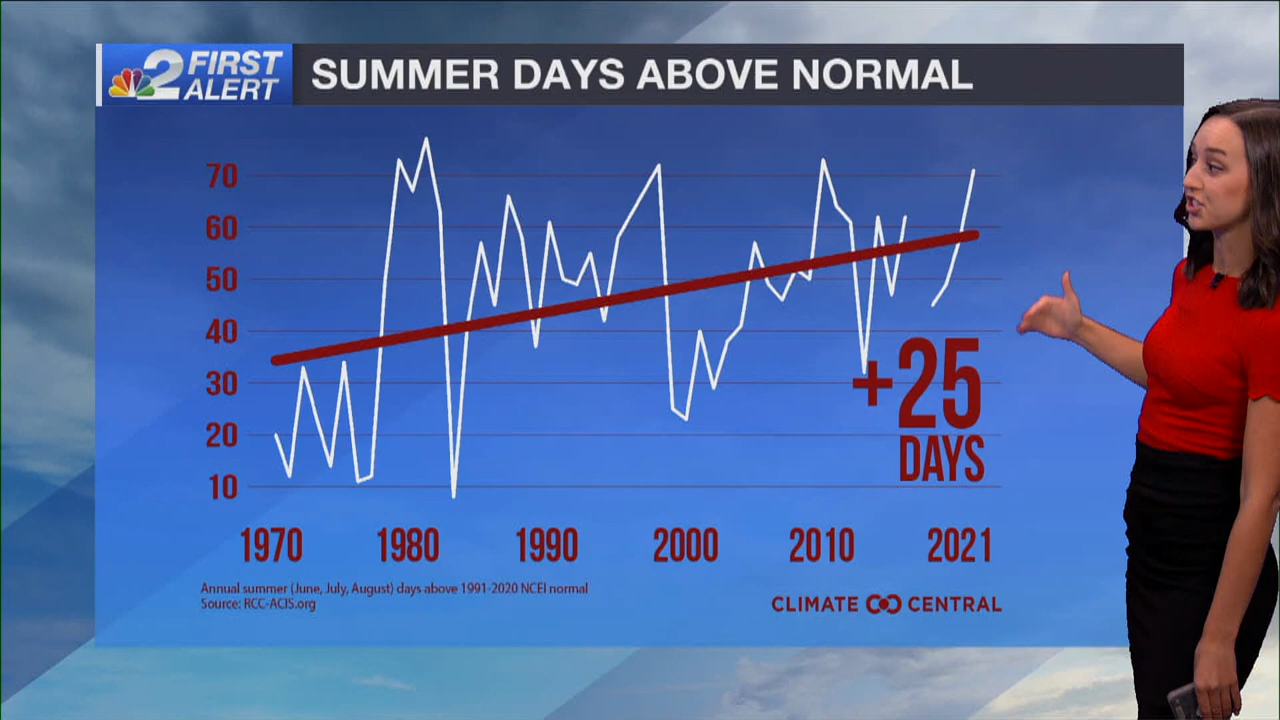 2 FIRST ALERT
SUMMER DAYS ABOVE NORMAL
70
60
50
40
30
20
10
+25
DAYS
1970 1980 1990 2000 2010 2021
Annual summer (June, July, August) days above 1991-2020 NCEI normal
Source: RCC-ACIS.org
CLIMATE CENTRAL